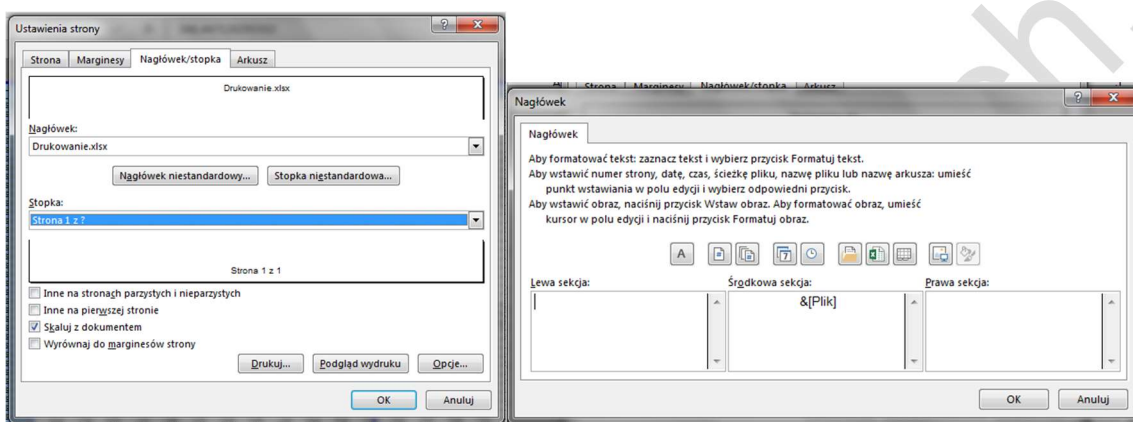 Ustawienia strony
Strona Marginesy Nagłówek/stopka Arkusz
Drukowanie.xlsx
Nagłówek:
Drukowanie.xlsx
Nagłówek niestandardowy... Stopka niestandardowa...
Stopka:
Strona 1 z ?
Strona 1 z 1
Inne na stronach parzystych i nieparzystych
Inne na pierwszej stronie
Skaluj z dokumentem
Wyrównaj do marginesów strony
Drukuj... Podgląd wydruku Opcje...
OK Anuluj
Strona Marginesy Nagłówek/stopka Arkusz
Nagłówek
Nagłówek
Aby formatować tekst: zaznacz tekst i wybierz przycisk Formatuj tekst.
Aby wstawić numer strony, datę, czas, ścieżkę pliku, nazwę pliku lub nazwę arkusza: umieść
punkt wstawiania w polu edycji i wybierz odpowiedni przycisk.
Aby wstawić obraz, naciśnij przycisk Wstaw obraz. Aby formatować obraz, umieść
kursor w polu edycji i naciśnij przycisk Formatuj obraz.
A
7
Lewa sekcja: Środkowa sekcja: Prawa sekcja:
&[Plik]
OK Anuluj
ch